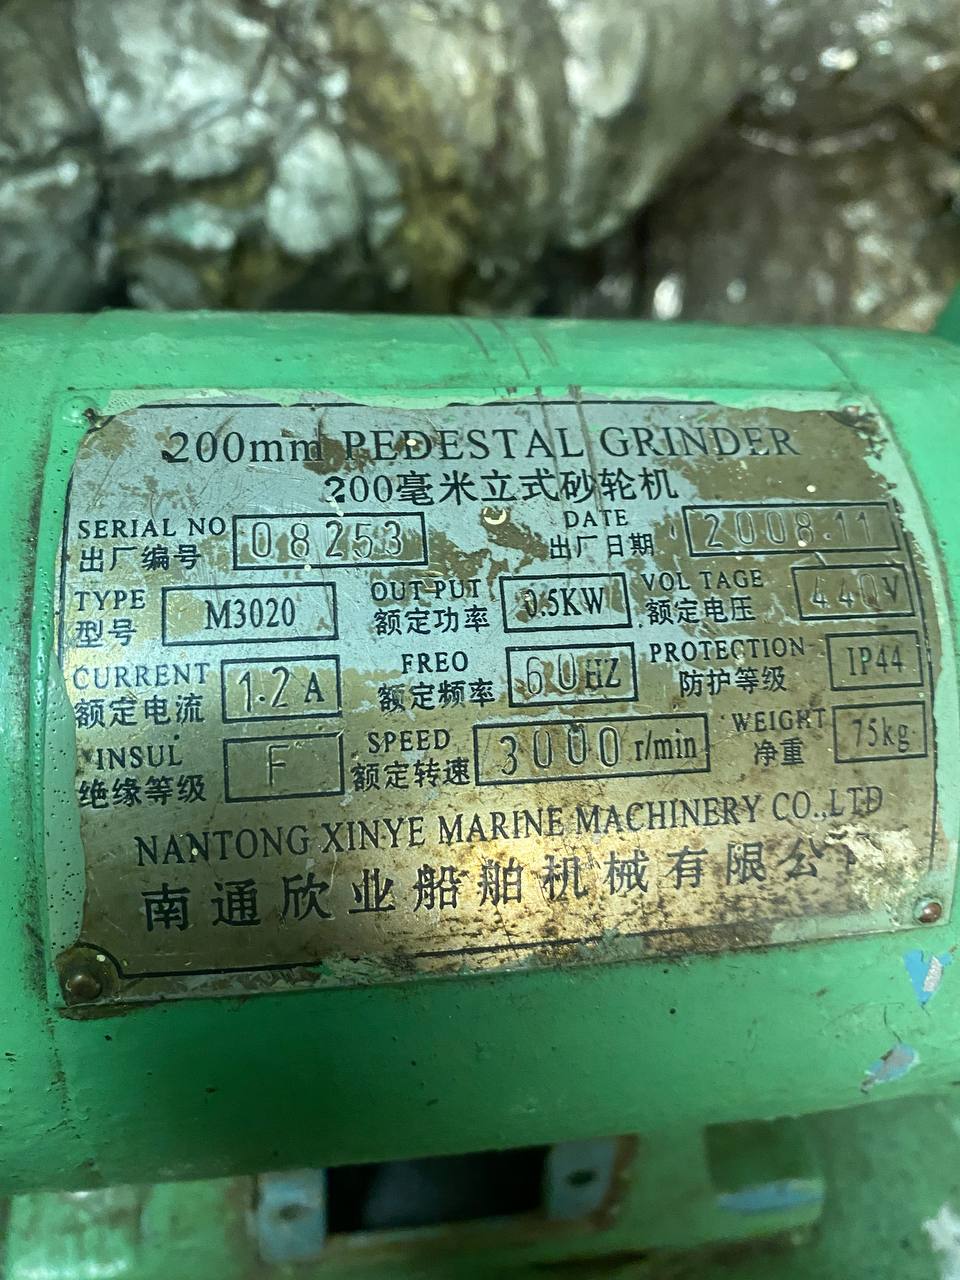 200mm PEDESTAL GRINDER
200毫米立式砂轮机
SERIAL NO 08253 DATE 2008.11
出厂编号 出厂日期
TYPE M3020 OUT PUT 0.5KW VOL TAGE 440V
型号 额定功率 额定电压
CURRENT 1.2A FREQ 60HZ PROTECTION IP44
额定电流 额定频率 防护等级
INSUL F SPEED 3000r/min WEIGHT 75kg
绝缘等级 额定转速 净重
NANTONG XINYE MARINE MACHINERY CO.,LTD
南通欣业船舶机械有限公